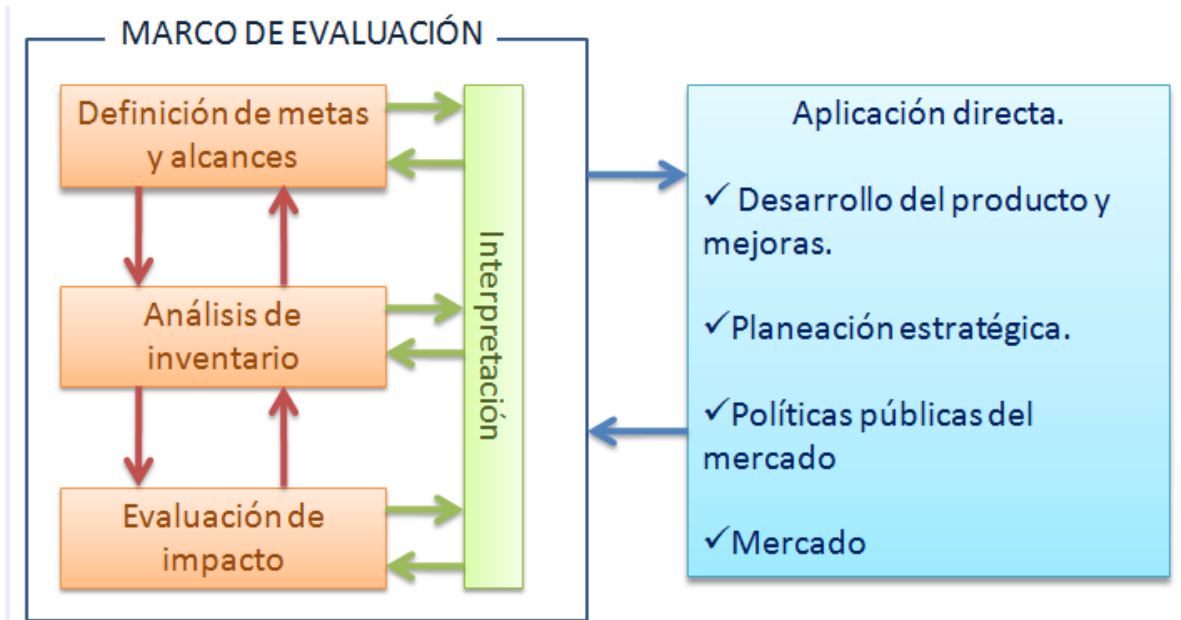 MARCO DE EVALUACIÓN
Definición de metas
y alcances
Análisis de
inventario
Evaluación de
impacto
Interpretación
Aplicación directa.
✓ Desarrollo del producto y
mejoras.
✓Planeación estratégica.
✓Políticas públicas del
mercado
✓Mercado